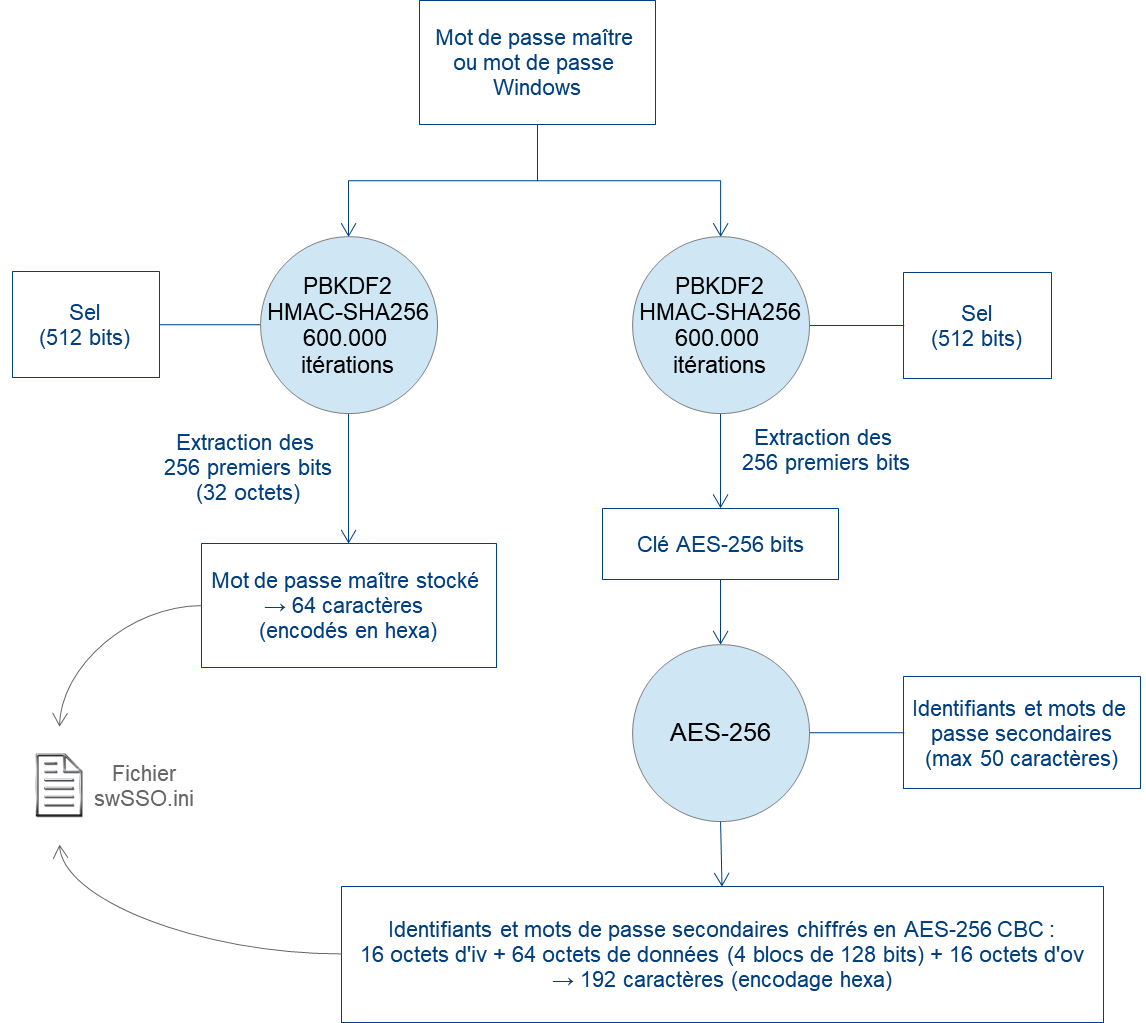 Mot de passe maître
ou mot de passe
Windows
Sel
(512 bits)
PBKDF2
HMAC-SHA256
600.000
itérations
PBKDF2
HMAC-SHA256
600.000
itérations
Sel
(512 bits)
Extraction des
256 premiers bits
(32 octets)
Extraction des
256 premiers bits
Clé AES-256 bits
Mot de passe maître stocké
→ 64 caractères
(encodés en hexa)
AES-256
Identifiants et mots de
passe secondaires
(max 50 caractères)
Fichier
swSSO.ini
Identifiants et mots de passe secondaires chiffrés en AES-256 CBC :
16 octets d'iv + 64 octets de données (4 blocs de 128 bits) + 16 octets d'ov
→ 192 caractères (encodage hexa)